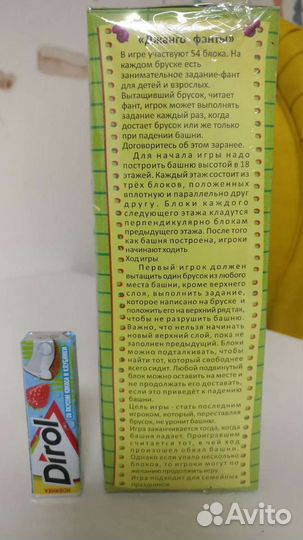 «Джанго фанты»
В игре участвуют 54 блока. На
каждом бруске есть
занимательное задание-фант
для детей и взрослых.
Вытащивший брусок, читает
фант, игрок может выполнять
задание каждый раз, когда
достает брусок или же только
при падении башни.
Договоритесь об этом заранее.
Для начала игры надо
построить башню высотой в 18
этажей. Каждый этаж состоит из
трёх блоков, положенных
вплотную и параллельно друг
другу. Блоки каждого
следующего этажа кладутся
перпендикулярно блокам
предыдущего этажа. После того
как башня построена, игроки
начинают ходить
Ход игры
Первый игрок должен
вытащить один брусок из любого
места башни, кроме верхнего
слоя, выполнить задание,
которое написано на бруске и
положить его на верхний ряд так,
чтобы не разрушить башню.
Важно, что нельзя начинать
новый верхний слой, пока не
заполнен предыдущий. Блоки
можно подталкивать, чтобы
найти тот, который свободнее
всего сидит. Любой подвинутый
блок можно оставить на месте и
не продолжать его доставать,
если это приведёт к падению
башни.
Цель игры - стать последним
игроком, который, переставляя
брусок, не уронит башню.
Игра заканчивается тогда, когда
башня падает. Проигравшим
считается тот, в чей ход
произошел обвал башни.
Однако если упало несколько
блоков, то игроки могут по
желанию продолжить игру.
Игра подходит для семейных
праздников.
Dirol
СО ВКУСОМ КОКОСА И КЛУБНИКИ
Avito